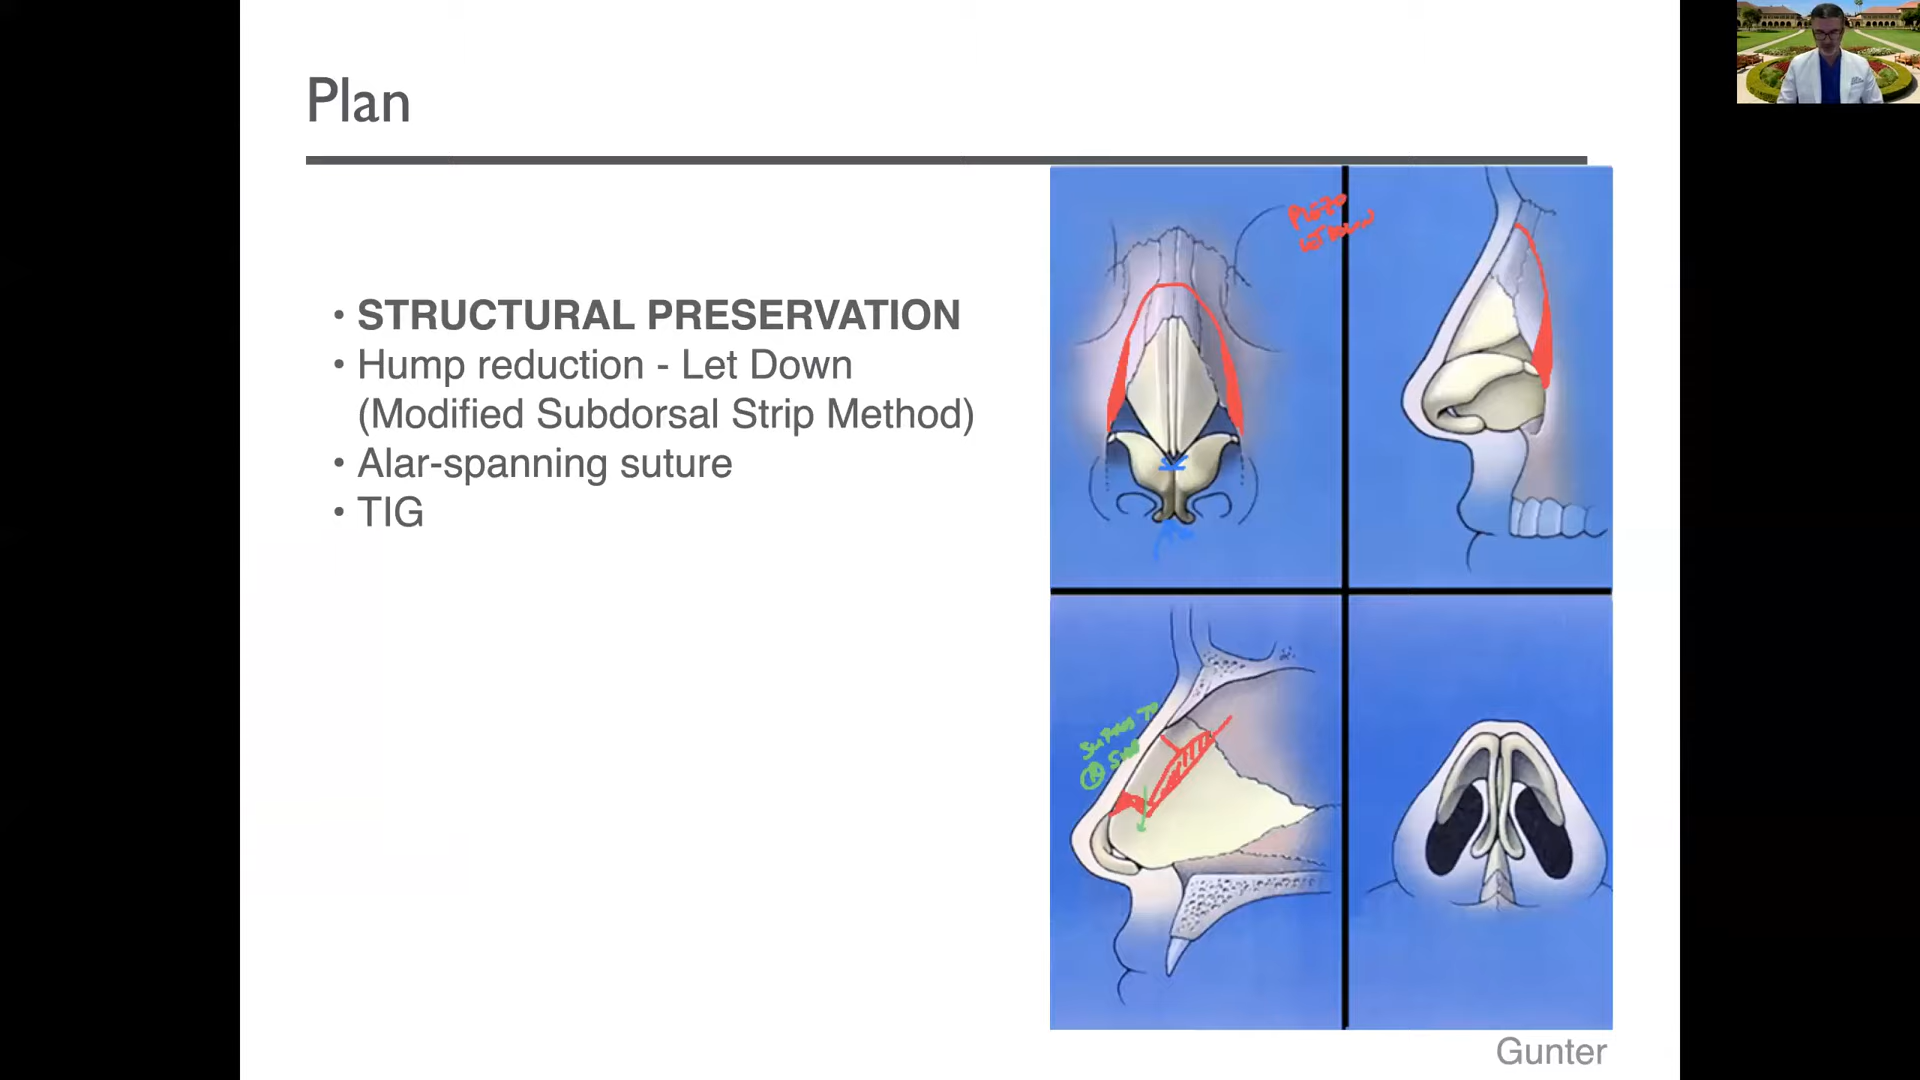 Plan
• STRUCTURAL PRESERVATION
• Hump reduction - Let Down
(Modified Subdorsal Strip Method)
• Alar-spanning suture
• TIG
Gunter